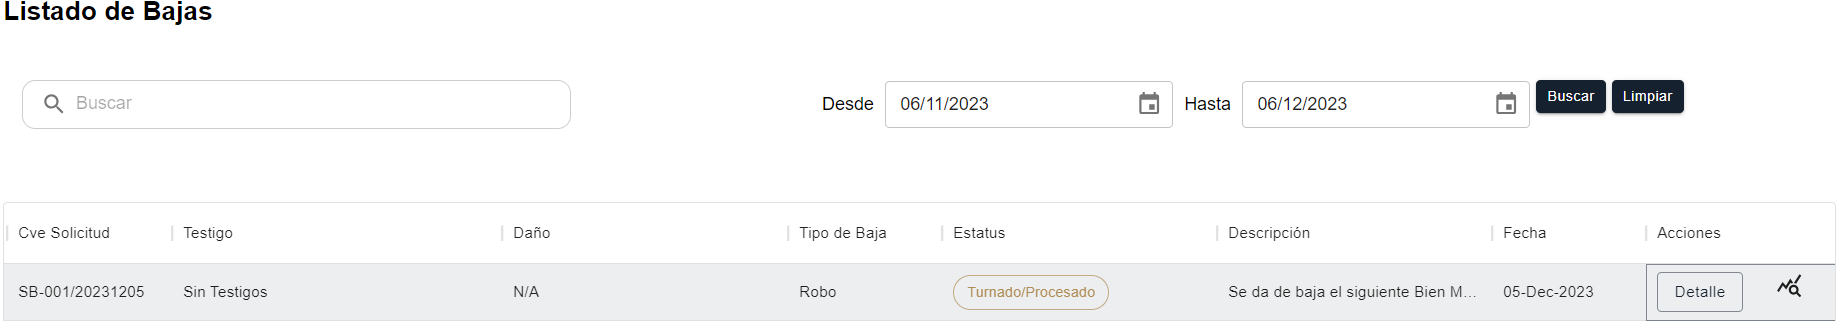 Listado de Bajas
Buscar
Desde 06/11/2023 Hasta 06/12/2023 Buscar Limpiar
Cve Solicitud Testigo Daño Tipo de Baja Estatus Descripción Fecha Acciones
SB-001/20231205 Sin Testigos N/A Robo Turnado/Procesado Se da de baja el siguiente Bien M... 05-Dec-2023 Detalle